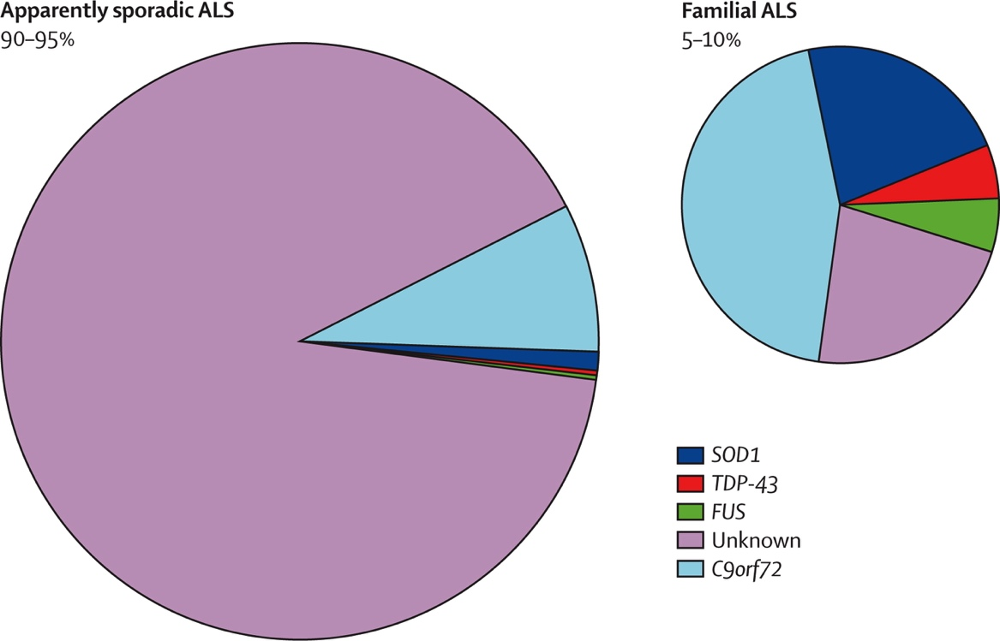 Apparently sporadic ALS
90–95%
Familial ALS
5–10%
SOD1
TDP-43
FUS
Unknown
C9orf72